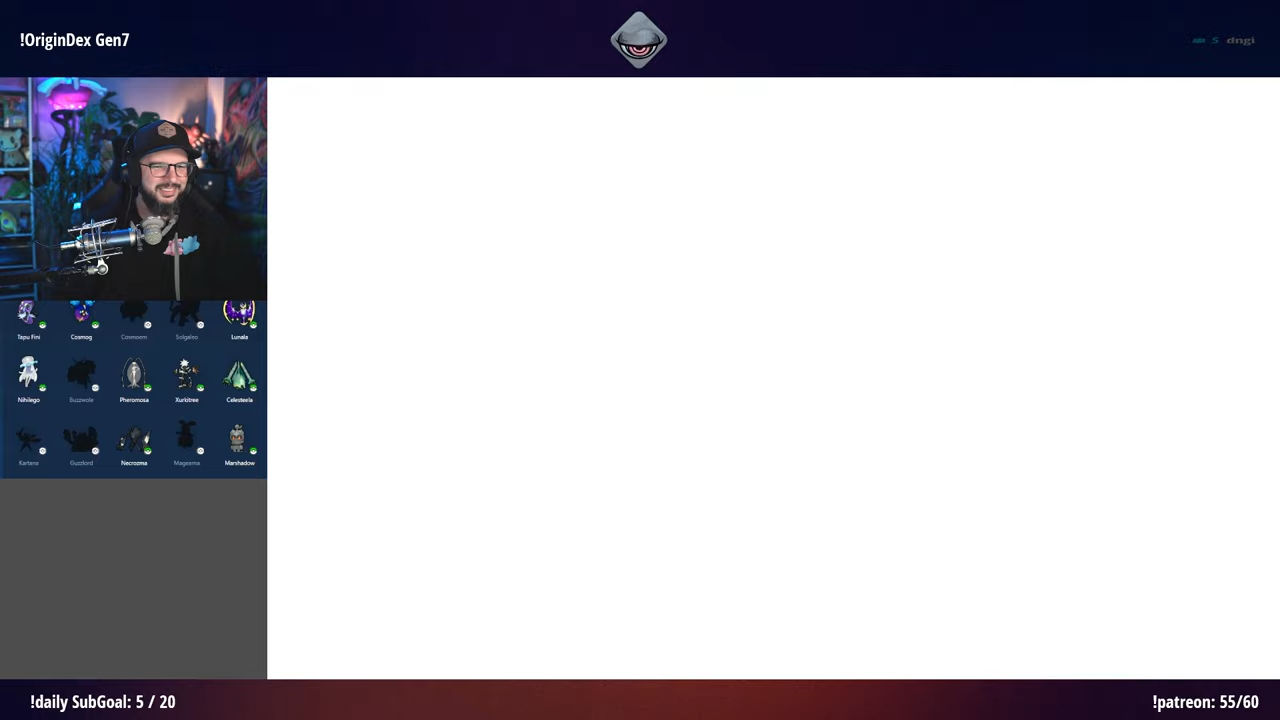 !OriginDex Gen7
Tapu Fini Cosmog Cosmoem Solgaleo Lunala
Nihilego Buzzwole Pheromosa Xurkitree Celesteela
Kartana Guzzlord Necrozma Magearna Marshadow
!daily SubGoal: 5 / 20
!patreon: 55/60